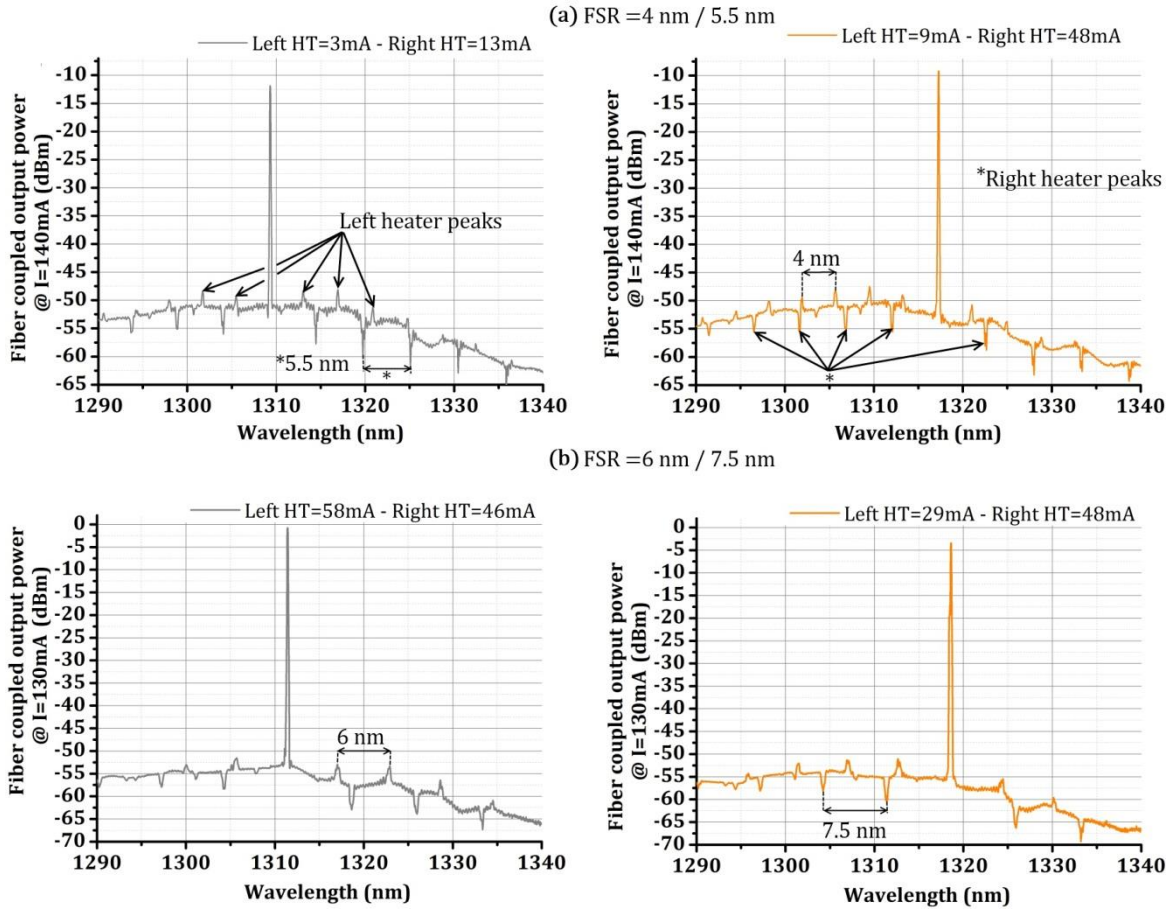 (a) FSR =4 nm / 5.5 nm
Left HT=3mA - Right HT=13mA
Fiber coupled output power
@ I=140mA (dBm)
-10
-15
-20
-25
-30
-35
-40
-45
-50
-55
-60
-65
Left heater peaks
*5.5 nm
*
1290 1300 1310 1320 1330 1340
Wavelength (nm)
Left HT=9mA - Right HT=48mA
Fiber coupled output power
@ I=140mA (dBm)
-10
-15
-20
-25
-30
-35
-40
-45
-50
-55
-60
-65
*Right heater peaks
4 nm
*
1290 1300 1310 1320 1330 1340
Wavelength (nm)
(b) FSR =6 nm / 7.5 nm
Left HT=58mA - Right HT=46mA
Fiber coupled output power
@ I=130mA (dBm)
0
-5
-10
-15
-20
-25
-30
-35
-40
-45
-50
-55
-60
-65
-70
6 nm
1290 1300 1310 1320 1330 1340
Wavelength (nm)
Left HT=29mA - Right HT=48mA
Fiber coupled output power
@ I=130mA (dBm)
0
-5
-10
-15
-20
-25
-30
-35
-40
-45
-50
-55
-60
-65
-70
7.5 nm
1290 1300 1310 1320 1330 1340
Wavelength (nm)